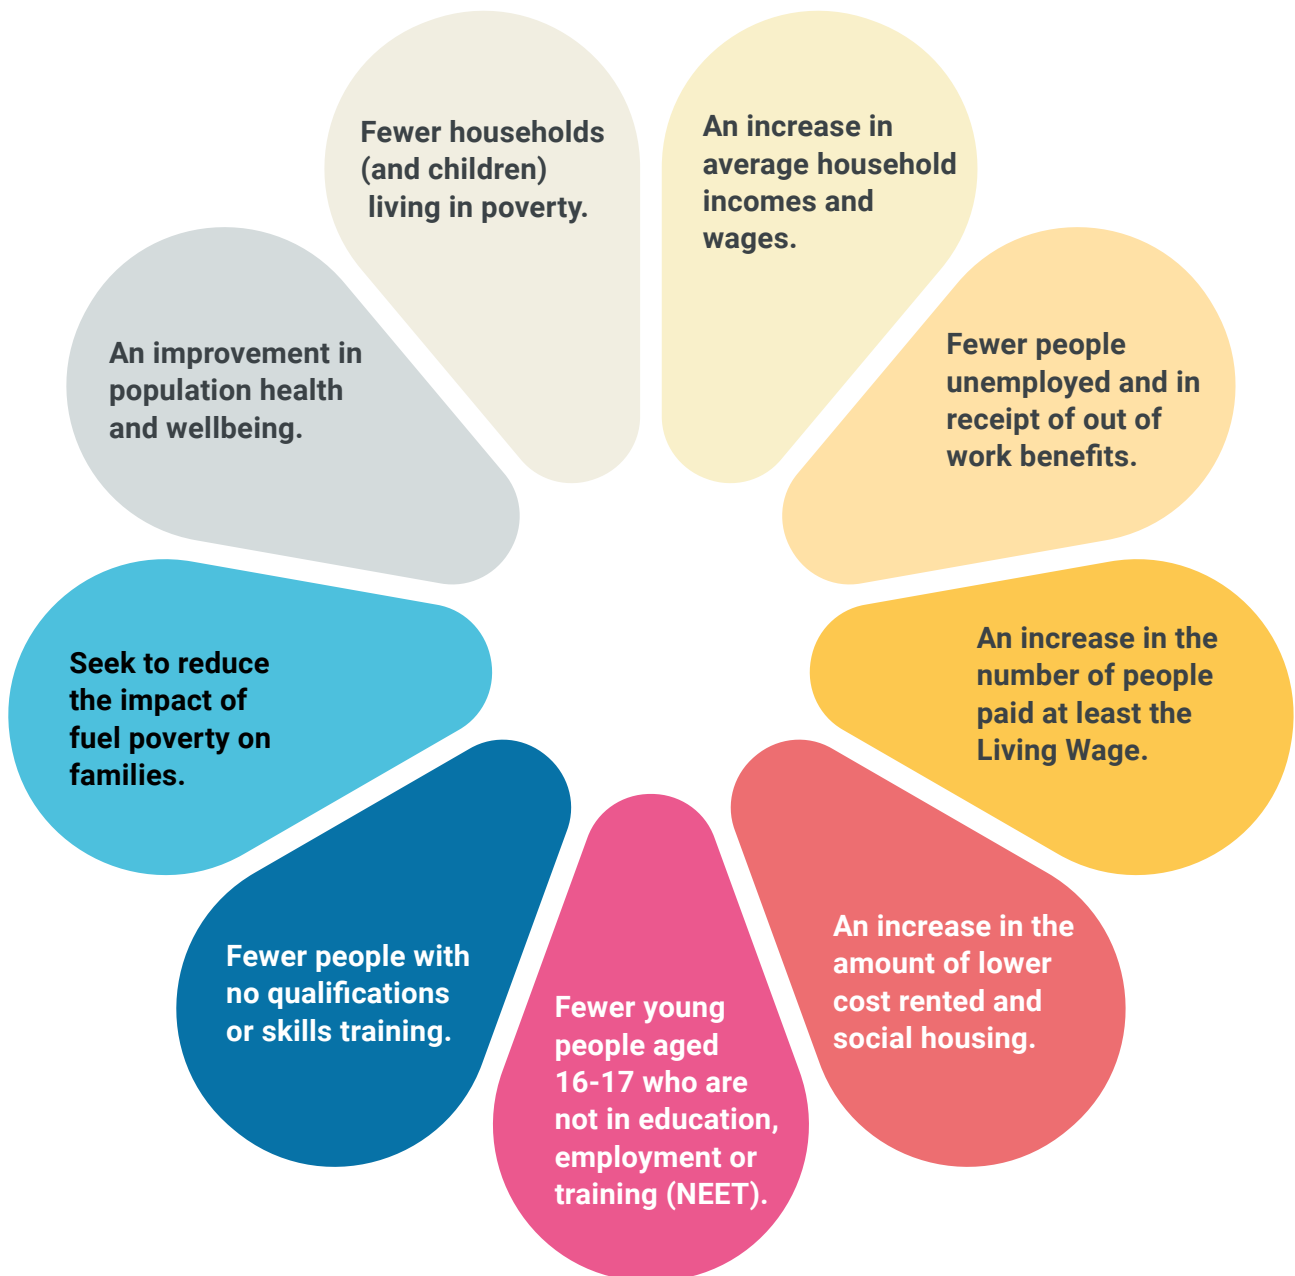 Fewer households
(and children)
living in poverty.
An increase in
average household
incomes and
wages.
Fewer people
unemployed and in
receipt of out of
work benefits.
An increase in the
number of people
paid at least the
Living Wage.
An increase in the
amount of lower
cost rented and
social housing.
Fewer young
people aged
16-17 who are
not in education,
employment or
training (NEET).
Fewer people with
no qualifications
or skills training.
Seek to reduce
the impact of
fuel poverty on
families.
An improvement in
population health
and wellbeing.